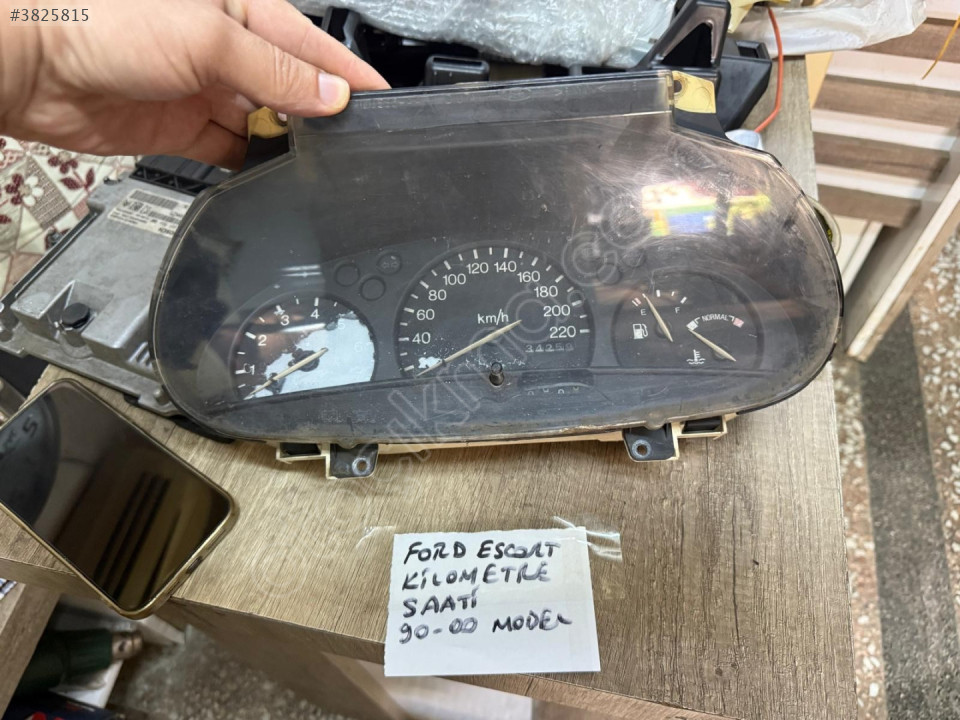 #3825815
100 120 140
80 160
60 180
40 200
220
km/h
1 2 3 4
E F
NORMAL
FORD ESCORT
KİLOMETRE
SAATİ
90-00 MODEL